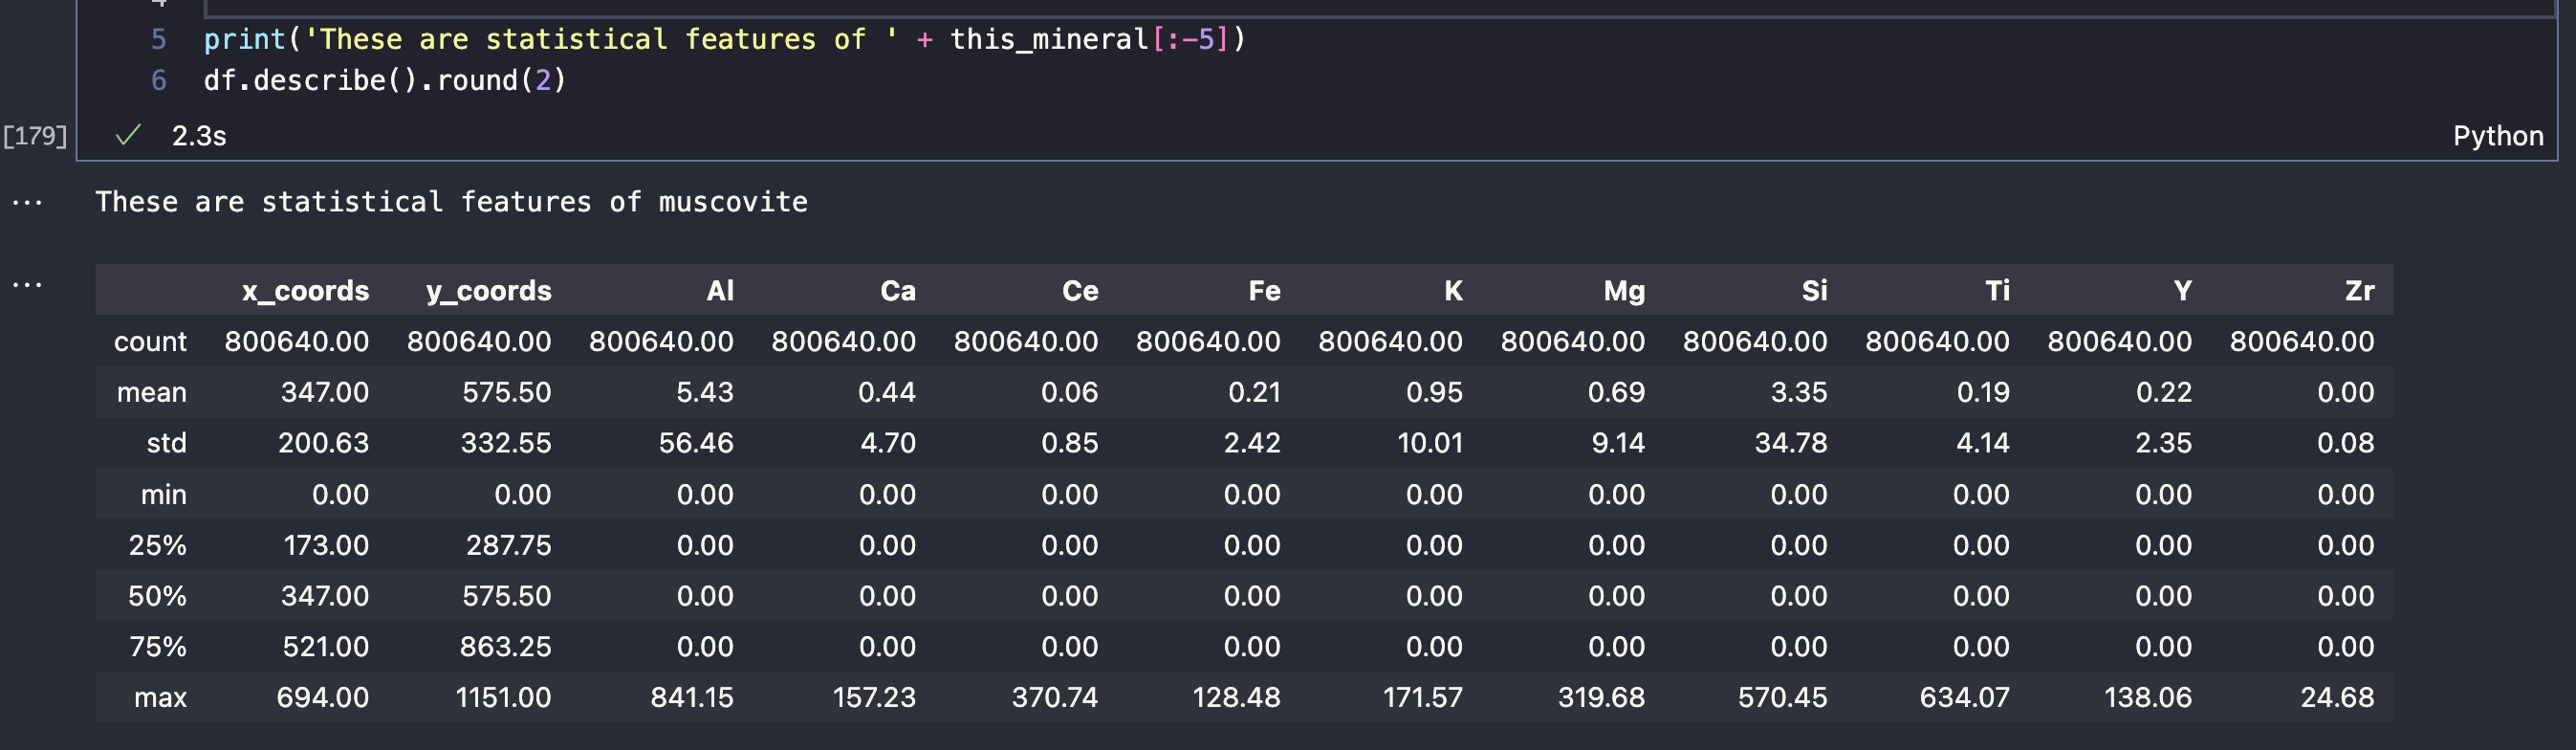 5 print('These are statistical features of ' + this_mineral[:-5])
6 df.describe().round(2)
[179] ✓ 2.3s Python
... These are statistical features of muscovite
...
x_coords y_coords Al Ca Ce Fe K Mg Si Ti Y Zr
count 800640.00 800640.00 800640.00 800640.00 800640.00 800640.00 800640.00 800640.00 800640.00 800640.00 800640.00 800640.00
mean 347.00 575.50 5.43 0.44 0.06 0.21 0.95 0.69 3.35 0.19 0.22 0.00
std 200.63 332.55 56.46 4.70 0.85 2.42 10.01 9.14 34.78 4.14 2.35 0.08
min 0.00 0.00 0.00 0.00 0.00 0.00 0.00 0.00 0.00 0.00 0.00 0.00
25% 173.00 287.75 0.00 0.00 0.00 0.00 0.00 0.00 0.00 0.00 0.00 0.00
50% 347.00 575.50 0.00 0.00 0.00 0.00 0.00 0.00 0.00 0.00 0.00 0.00
75% 521.00 863.25 0.00 0.00 0.00 0.00 0.00 0.00 0.00 0.00 0.00 0.00
max 694.00 1151.00 841.15 157.23 370.74 128.48 171.57 319.68 570.45 634.07 138.06 24.68